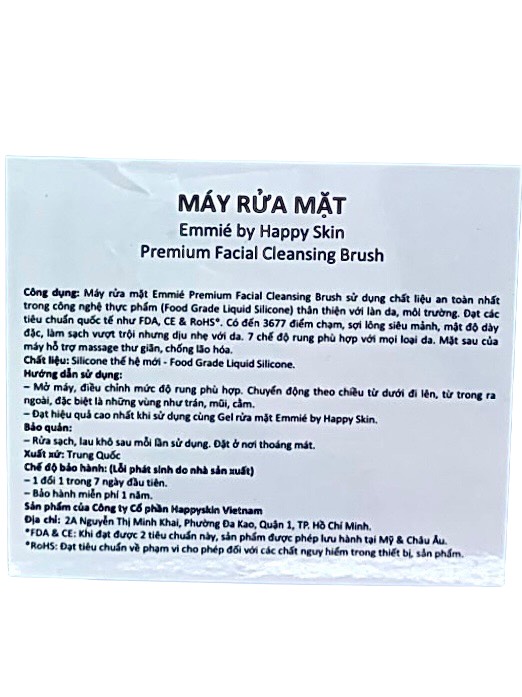 MÁY RỬA MẶT
Emmié by Happy Skin
Premium Facial Cleansing Brush
Công dụng: Máy rửa mặt Emmié Premium Facial Cleansing Brush sử dụng chất liệu an toàn nhất
trong công nghệ thực phẩm (Food Grade Liquid Silicone) thân thiện với làn da, môi trường. Đạt các
tiêu chuẩn quốc tế như FDA, CE & RoHS*. Có đến 3677 điểm chạm, sợi lông siêu mảnh, mật độ dày
đặc, làm sạch vượt trội nhưng dịu nhẹ với da. 7 chế độ rung phù hợp với mọi loại da. Mặt sau của
máy hỗ trợ massage thư giãn, chống lão hóa.
Chất liệu: Silicone thế hệ mới - Food Grade Liquid Silicone.
Hướng dẫn sử dụng:
– Mở máy, điều chỉnh mức độ rung phù hợp. Chuyển động theo chiều từ dưới đi lên, từ trong ra
ngoài, đặc biệt là những vùng như trán, mũi, cằm.
– Đạt hiệu quả cao nhất khi sử dụng cùng Gel rửa mặt Emmié by Happy Skin.
Bảo quản:
– Rửa sạch, lau khô sau mỗi lần sử dụng. Đặt ở nơi thoáng mát.
Xuất xứ: Trung Quốc
Chế độ bảo hành: (Lỗi phát sinh do nhà sản xuất)
– 1 đổi 1 trong 7 ngày đầu tiên.
– Bảo hành miễn phí 1 năm.
Sản phẩm của Công ty Cổ phần Happyskin Vietnam
Địa chỉ: 2A Nguyễn Thị Minh Khai, Phường Đa Kao, Quận 1, TP. Hồ Chí Minh.
*FDA & CE: Khi đạt được 2 tiêu chuẩn này, sản phẩm được phép lưu hành tại Mỹ & Châu Âu.
*RoHS: Đạt tiêu chuẩn về phạm vi cho phép đối với các chất nguy hiểm trong thiết bị, sản phẩm.